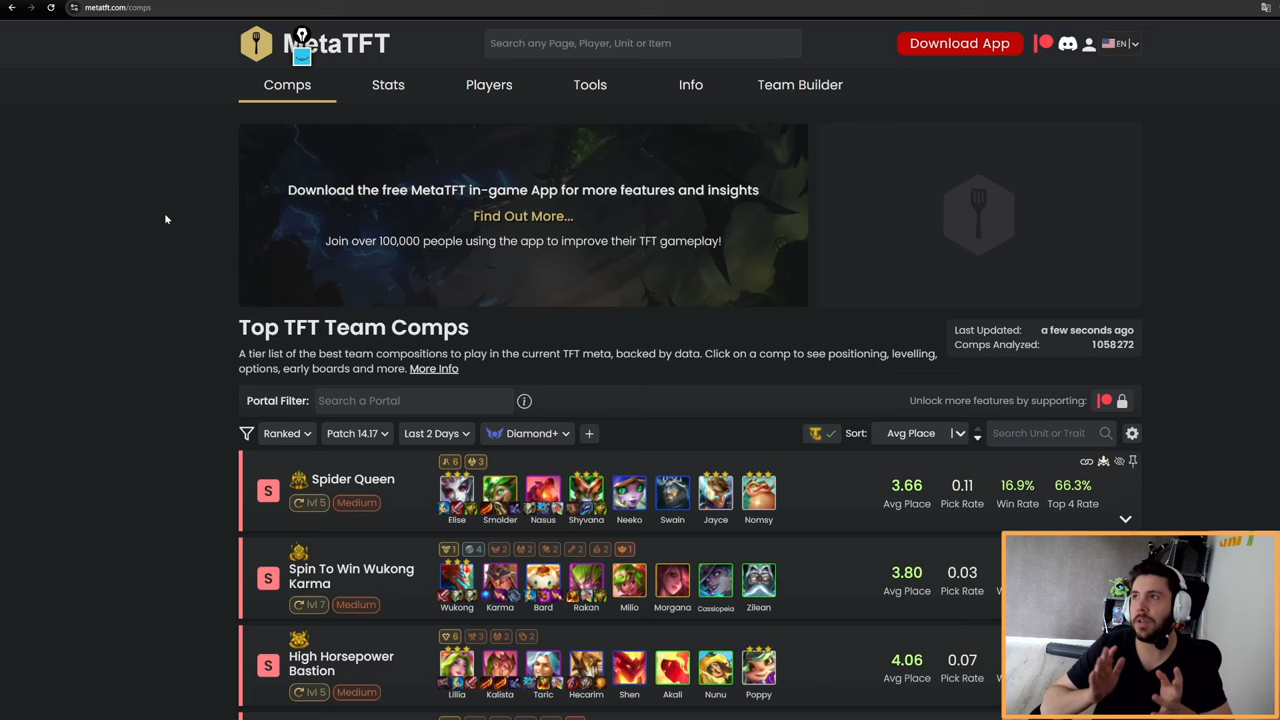 metatft.com/comps
MetaTFT
Search any Page, Player, Unit or Item
Download App
EN
Comps Stats Players Tools Info Team Builder
Download the free MetaTFT in-game App for more features and insights
Find Out More...
Join over 100,000 people using the app to improve their TFT gameplay!
Top TFT Team Comps
Last Updated: a few seconds ago
Comps Analyzed: 1 058 272
A tier list of the best team compositions to play in the current TFT meta, backed by data. Click on a comp to see positioning, levelling,
options, early boards and more. More Info
Portal Filter: Search a Portal
Unlock more features by supporting:
Ranked Patch 14.17 Last 2 Days Diamond+ + Sort: Avg Place Search Unit or Trait
6 3
S Spider Queen
lvl 5 Medium
Elise Smolder Nasus Shyvana Neeko Swain Jayce Nomsy
3.66 0.11 16.9% 66.3%
Avg Place Pick Rate Win Rate Top 4 Rate
1 4 2 2 2 2 2 1
S Spin To Win Wukong
Karma
lvl 7 Medium
Wukong Karma Bard Rakan Milio Morgana Cassiopeia Zilean
3.80 0.03
Avg Place Pick Rate
6 3 2 2
S High Horsepower
Bastion
lvl 5 Medium
Lillia Kalista Taric Hecarim Shen Akali Nunu Poppy
4.06 0.07
Avg Place Pick Rate